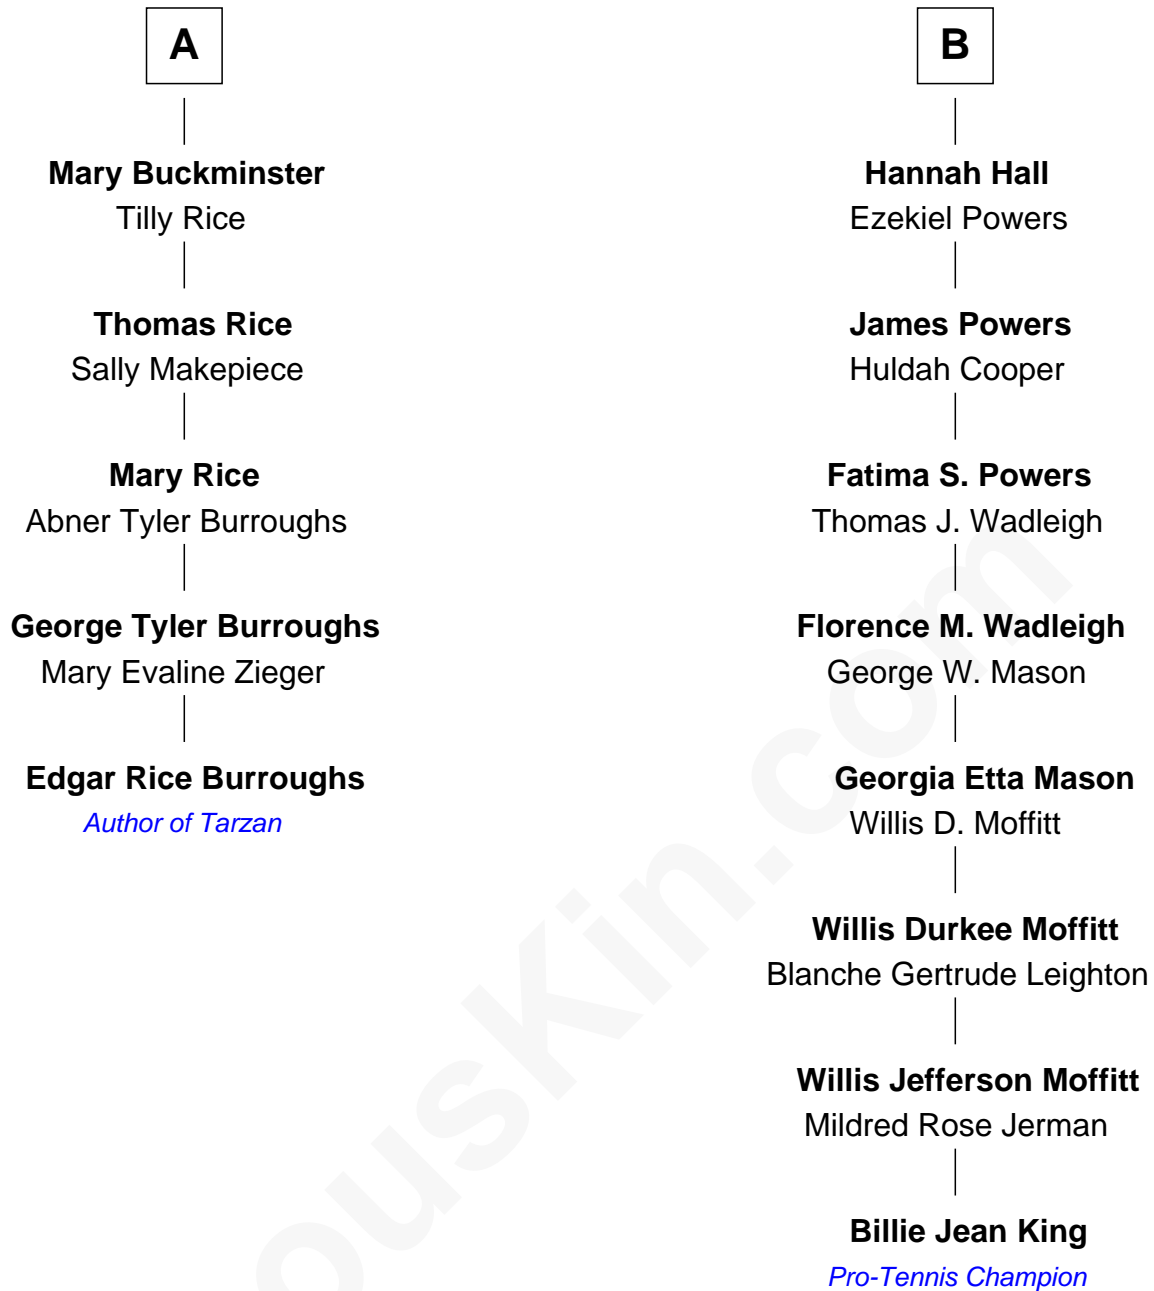 A
Mary Buckminster
Tilly Rice
Thomas Rice
Sally Makepiece
Mary Rice
Abner Tyler Burroughs
George Tyler Burroughs
Mary Evaline Zieger
Edgar Rice Burroughs
Author of Tarzan
B
Hannah Hall
Ezekiel Powers
James Powers
Huldah Cooper
Fatima S. Powers
Thomas J. Wadleigh
Florence M. Wadleigh
George W. Mason
Georgia Etta Mason
Willis D. Moffitt
Willis Durkee Moffitt
Blanche Gertrude Leighton
Willis Jefferson Moffitt
Mildred Rose Jerman
Billie Jean King
Pro-Tennis Champion
ousKin.com